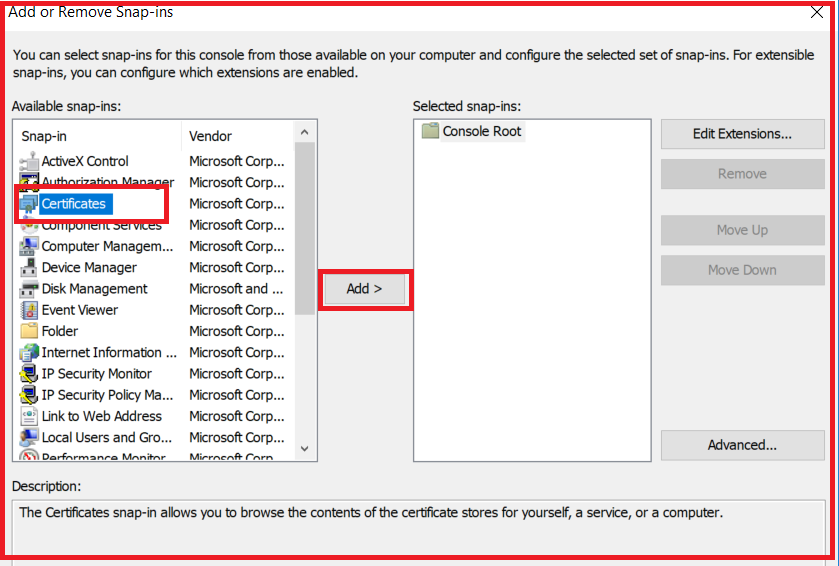 Add or Remove Snap-ins
You can select snap-ins for this console from those available on your computer and configure the selected set of snap-ins. For extensible
snap-ins, you can configure which extensions are enabled.
Available snap-ins:
Selected snap-ins:
Snap-in Vendor
ActiveX Control Microsoft Corp...
Authorization Manager Microsoft Corp...
Certificates Microsoft Corp...
Component Services Microsoft Corp...
Computer Managem... Microsoft Corp...
Device Manager Microsoft Corp...
Disk Management Microsoft and ...
Event Viewer Microsoft Corp...
Folder Microsoft Corp...
Internet Information ... Microsoft Corp...
IP Security Monitor Microsoft Corp...
IP Security Policy Ma... Microsoft Corp...
Link to Web Address Microsoft Corp...
Local Users and Gro... Microsoft Corp...
Performance Monitor Microsoft Corp...
Add >
Console Root
Edit Extensions...
Remove
Move Up
Move Down
Advanced...
Description:
The Certificates snap-in allows you to browse the contents of the certificate stores for yourself, a service, or a computer.